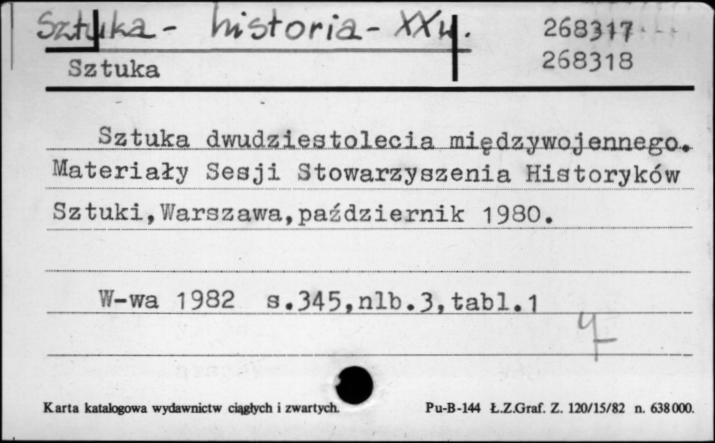 Sztuka - historia - XX w.
268317
Sztuka
268318
Sztuka dwudziestolecia międzywojennego.
Materiały Sesji Stowarzyszenia Historyków
Sztuki,Warszawa,październik 1980.
W-wa 1982 s.345,nlb.3,tabl.1
Karta katalogowa wydawnictw ciągłych i zwartych.
Pu-B-144 Ł.Z.Graf. Z. 120/15/82 n. 638000.